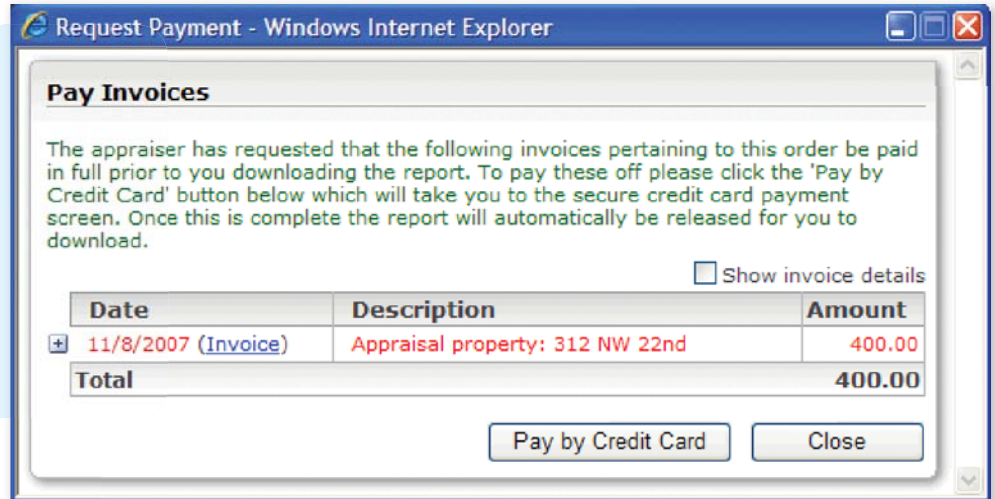 Request Payment - Windows Internet Explorer
Pay Invoices
The appraiser has requested that the following invoices pertaining to this order be paid
in full prior to you downloading the report. To pay these off please click the 'Pay by
Credit Card' button below which will take you to the secure credit card payment
screen. Once this is complete the report will automatically be released for you to
download.
Show invoice details
Date Description Amount
11/8/2007 (Invoice) Appraisal property: 312 NW 22nd 400.00
Total 400.00
Pay by Credit Card Close